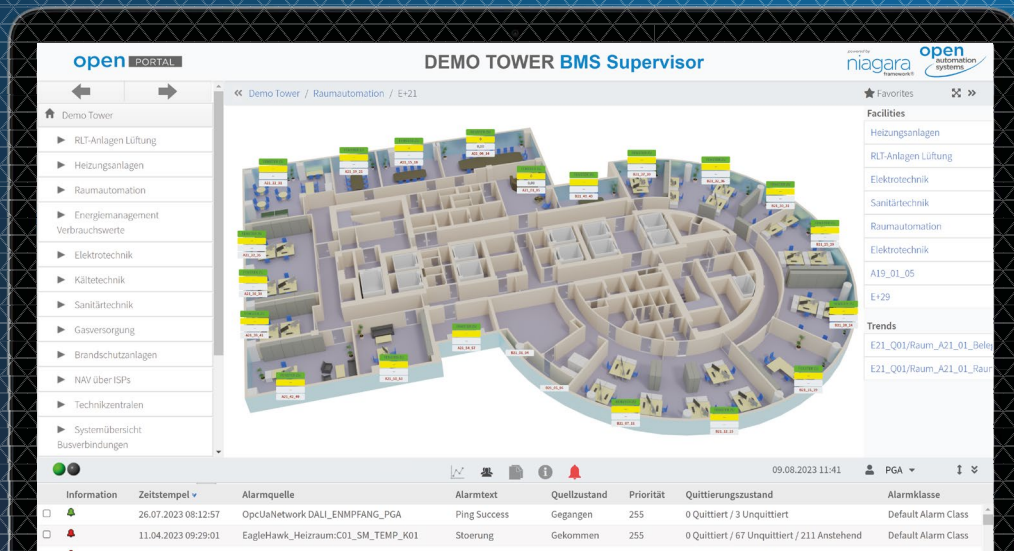 open PORTAL
DEMO TOWER BMS Supervisor
powered by
niagara
framework®
open
automation
systems
Demo Tower / Raumautomation / E+21
Favorites
Demo Tower
RLT-Anlagen Lüftung
Heizungsanlagen
Raumautomation
Energiemanagement
Verbrauchswerte
Elektrotechnik
Kältetechnik
Sanitärtechnik
Gasversorgung
Brandschutzanlagen
NAV über ISPs
Technikzentralen
Systemübersicht
Busverbindungen
Facilities
Heizungsanlagen
RLT-Anlagen Lüftung
Elektrotechnik
Sanitärtechnik
Raumautomation
Elektrotechnik
A19_01_05
E+29
Trends
E21_Q01/Raum_A21_01_Beleg
E21_Q01/Raum_A21_01_Raur
09.08.2023 11:41 PGA
Information Zeitstempel Alarmquelle Alarmtext Quellzustand Priorität Quittierungszustand Alarmklasse
26.07.2023 08:12:57 OpcUaNetwork DALI_ENMPFANG_PGA Ping Success Gegangen 255 0 Quittiert / 3 Unquittiert Default Alarm Class
11.04.2023 09:29:01 EagleHawk_Heizraum:C01_SM_TEMP_K01 Stoerung Gekommen 255 0 Quittiert / 67 Unquittiert / 211 Anstehend Default Alarm Class